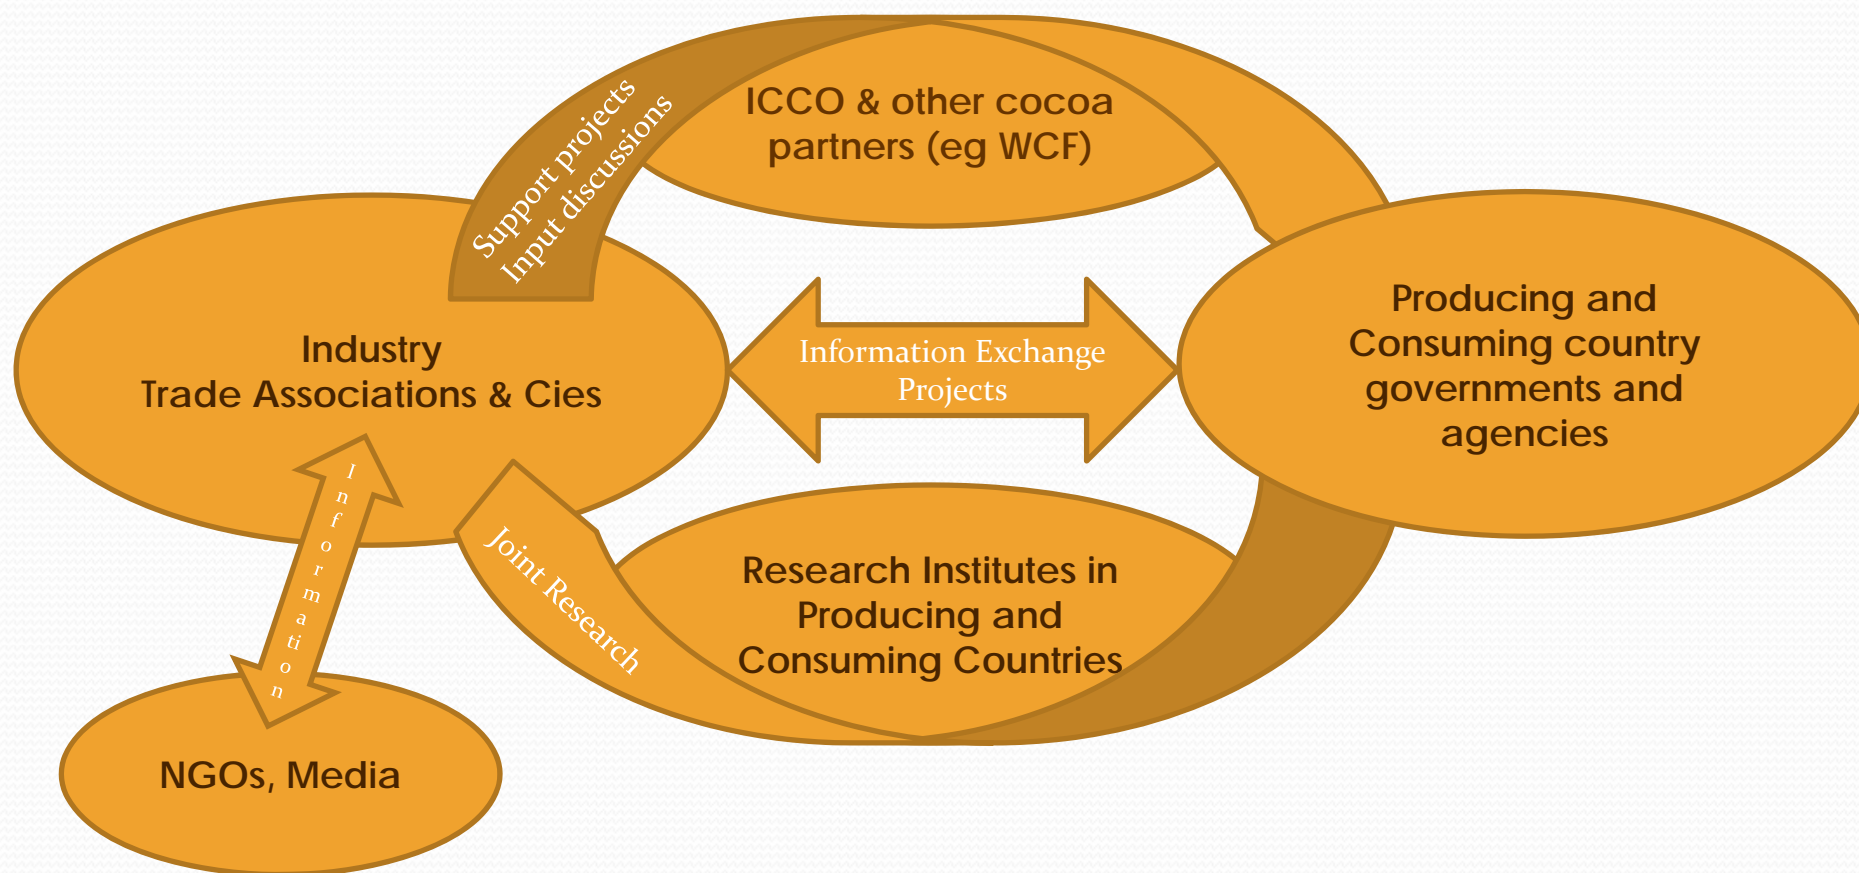 Support projects
Input discussions
ICCO & other cocoa
partners (eg WCF)
Industry
Trade Associations & Cies
Information Exchange
Projects
Producing and
Consuming country
governments and
agencies
Information
Joint Research
Research Institutes in
Producing and
Consuming Countries
NGOs, Media